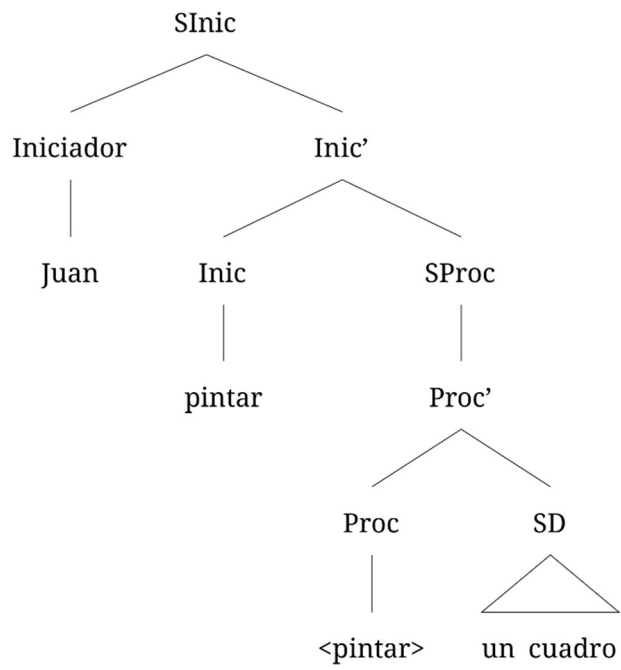 SInic
Iniciador Inic’
Juan Inic SProc
pintar Proc’
Proc SD
<pintar> un cuadro